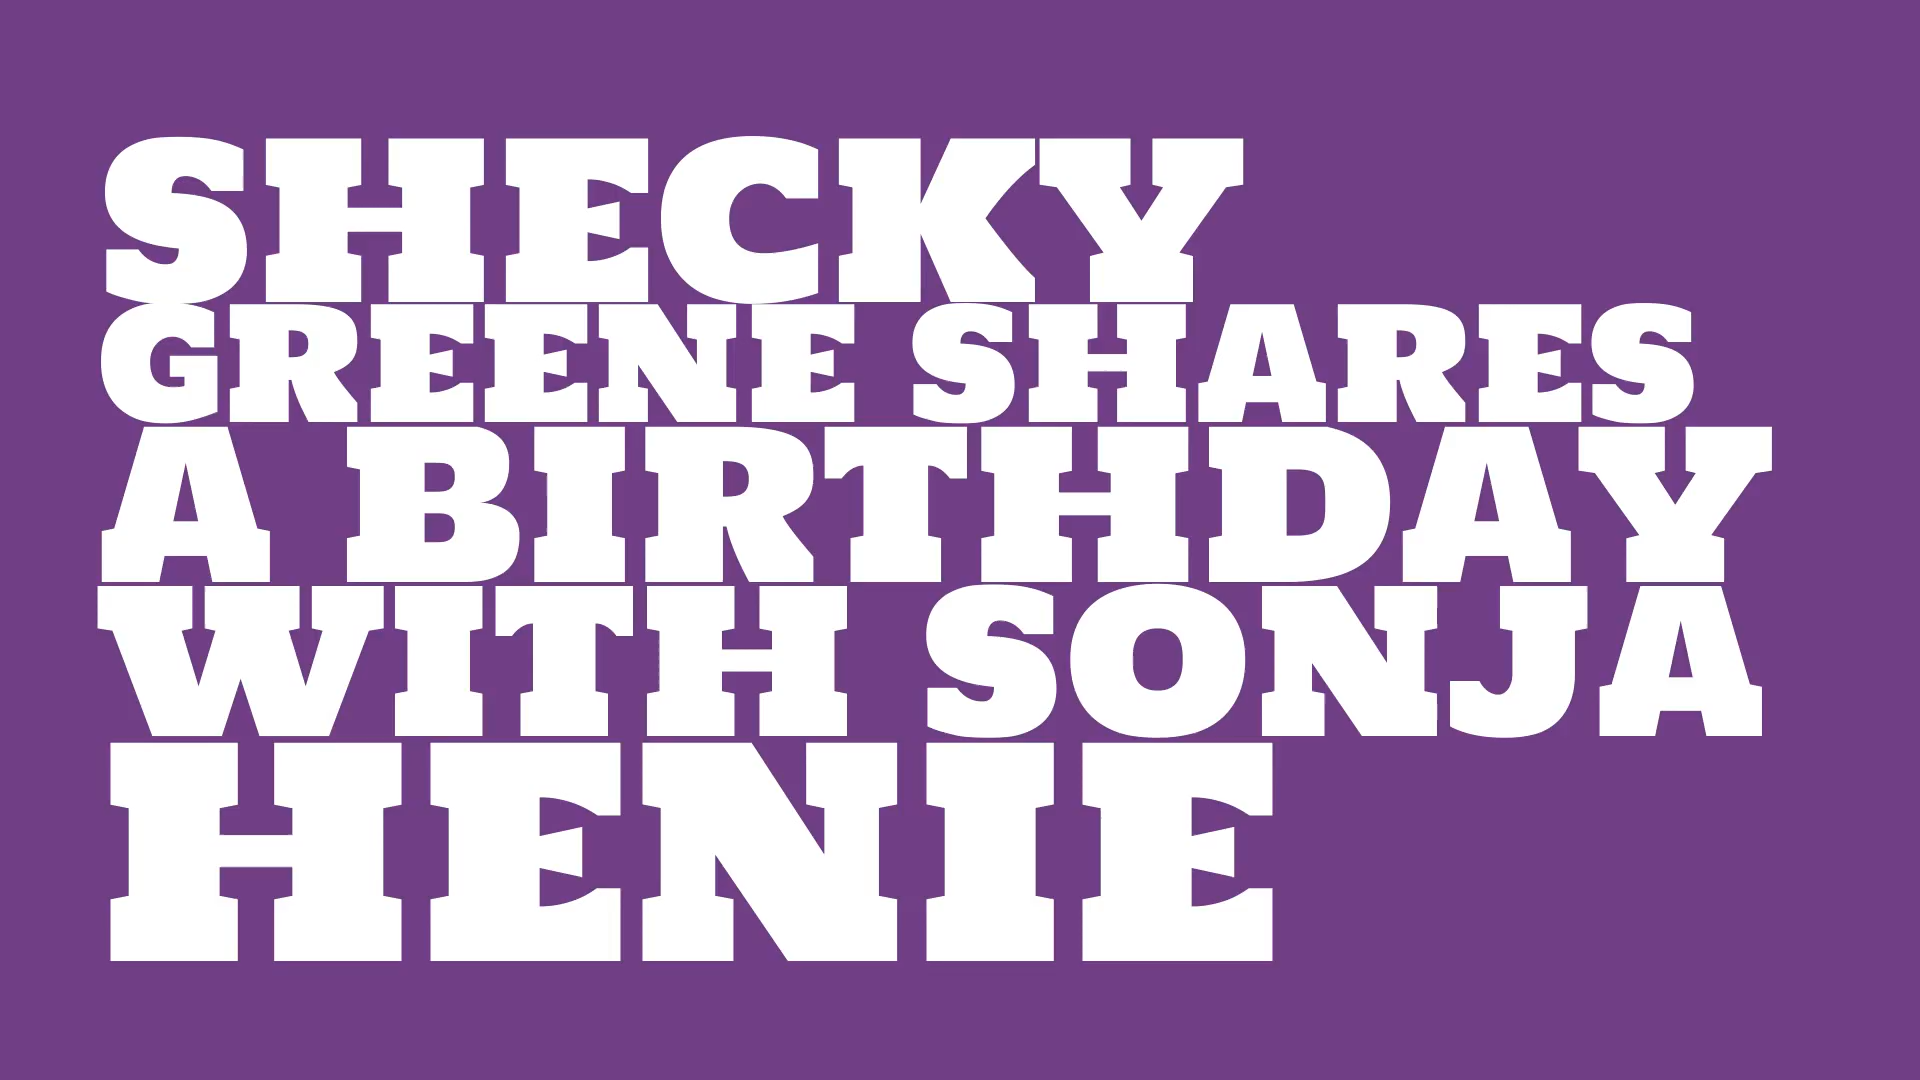 SHECKY
GREENE SHARES
A BIRTHDAY
WITH SONJA
HENIE